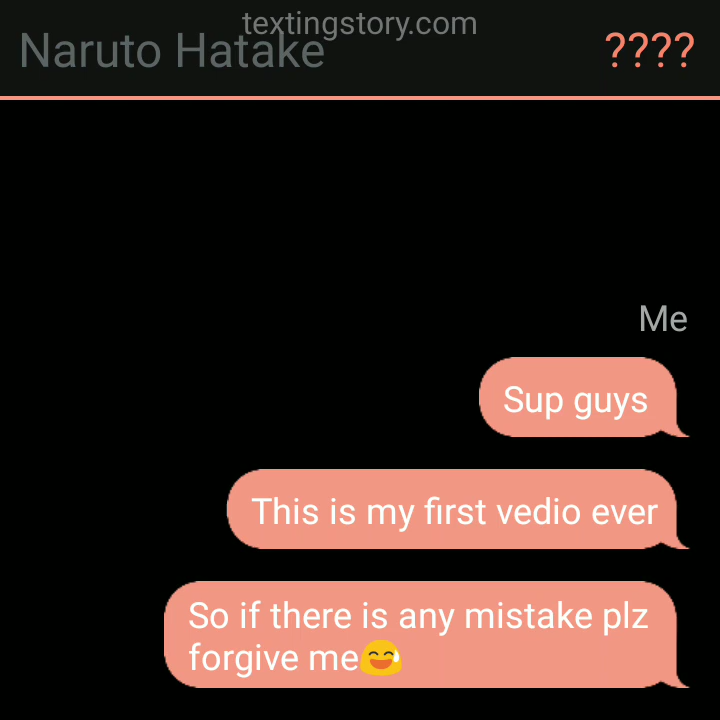 textingstory.com
Naruto Hatake ????
Me
Sup guys
This is my first vedio ever
So if there is any mistake plz
forgive me😅